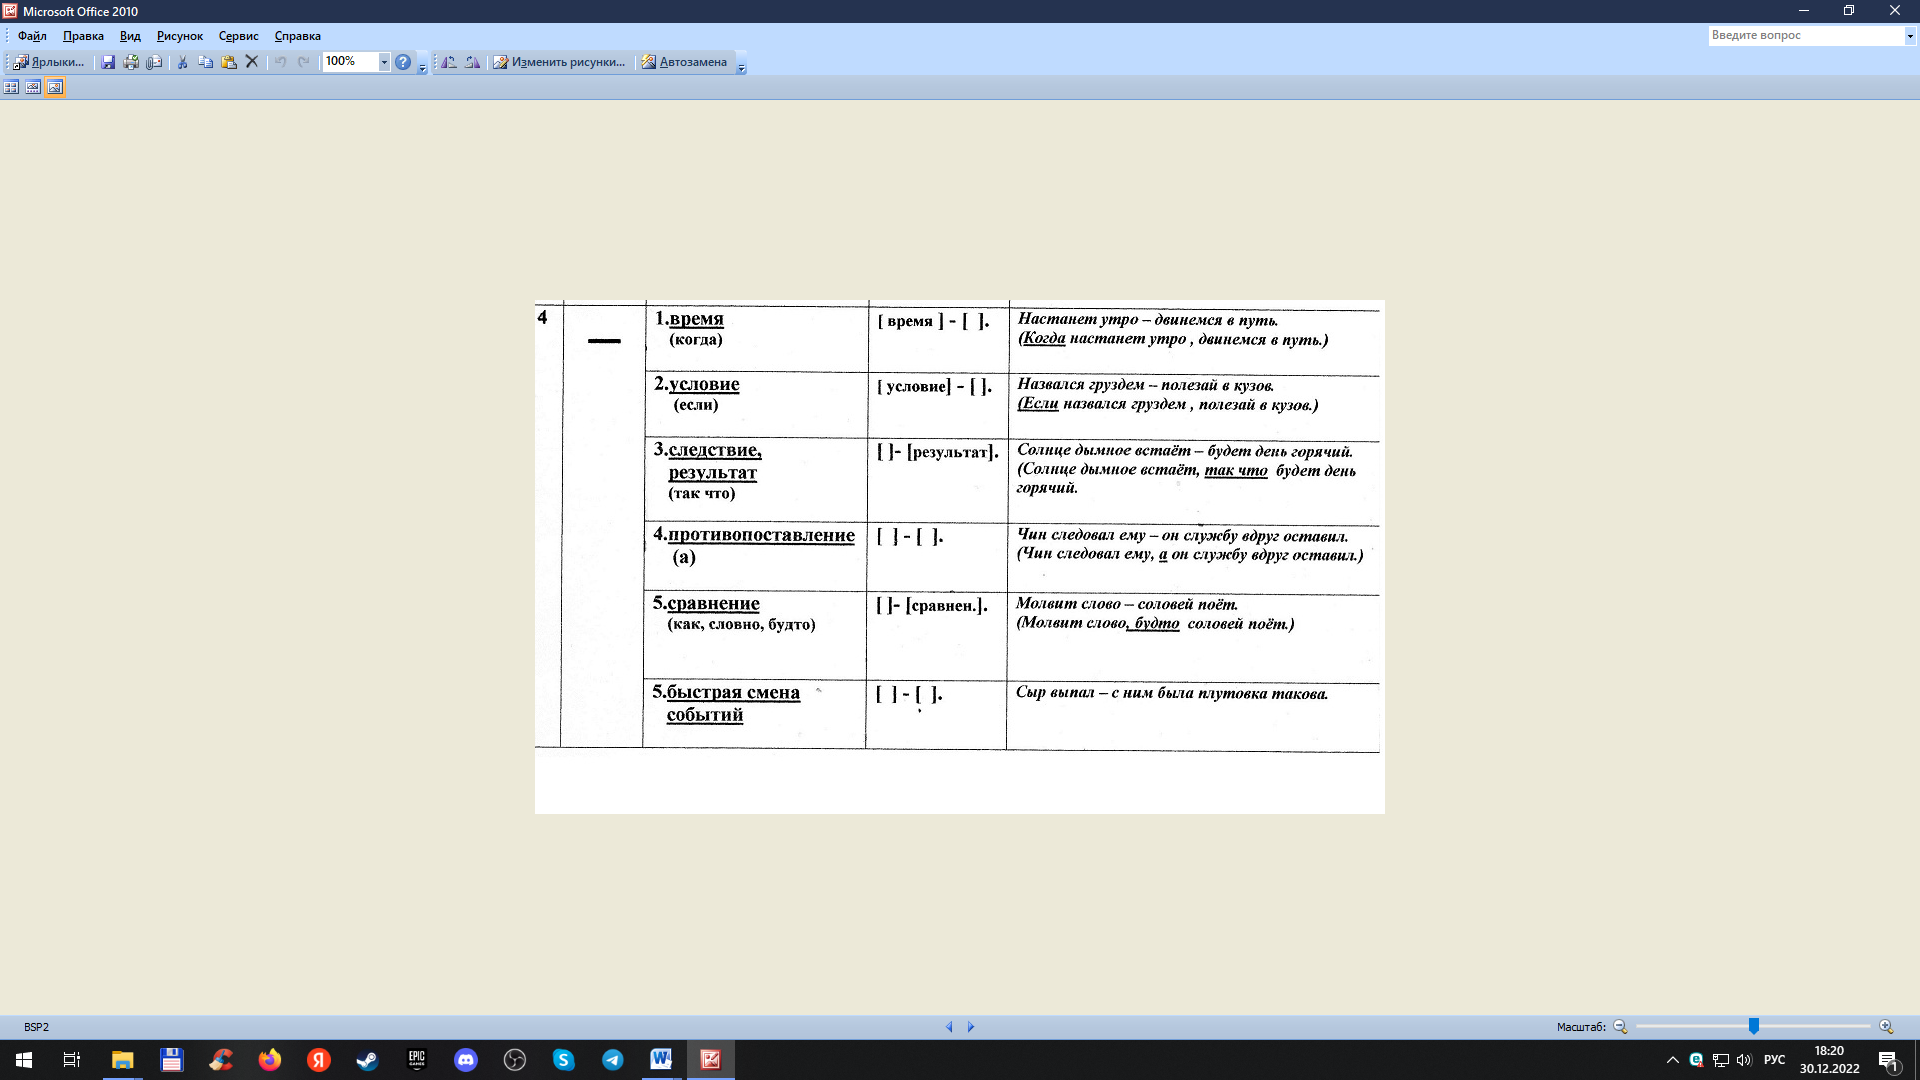 Microsoft Office 2010
Файл Правка Вид Рисунок Сервис Справка
Введите вопрос
Ярлыки... 100% Изменить рисунки... Автозамена
4 — 1.время [ время ] - [ ]. Настанет утро – двинемся в путь.
(когда) (Когда настанет утро , двинемся в путь.)
2.условие [ условие] - [ ]. Назвался груздем – полезай в кузов.
(если) (Если назвался груздем , полезай в кузов.)
3.следствие, [ ]- [результат]. Солнце дымное встаёт – будет день горячий.
результат (Солнце дымное встаёт, так что будет день
(так что) горячий.
4.противопоставление [ ] - [ ]. Чин следовал ему – он службу вдруг оставил.
(а) (Чин следовал ему, а он службу вдруг оставил.)
5.сравнение [ ]- [сравнен.]. Молвит слово – соловей поёт.
(как, словно, будто) (Молвит слово, будто соловей поёт.)
5.быстрая смена [ ] - [ ]. Сыр выпал – с ним была плутовка такова.
событий
BSP2 Масштаб:
EPIC GAMES РУС 18:20
30.12.2022 1